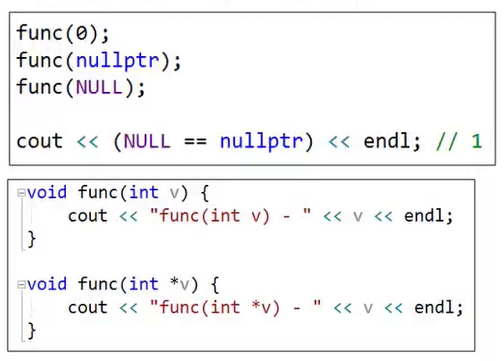 func(0);
func(nullptr);
func(NULL);
cout << (NULL == nullptr) << endl; // 1
void func(int v) {
cout << "func(int v) - " << v << endl;
}
void func(int *v) {
cout << "func(int *v) - " << v << endl;
}